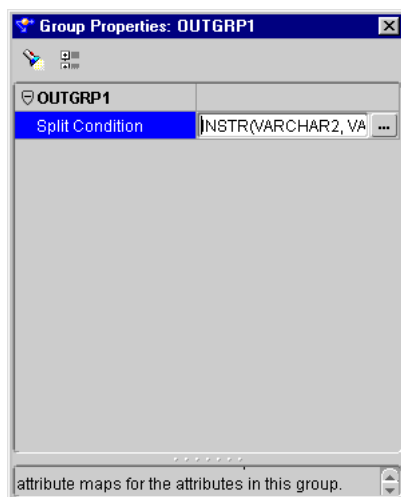 Group Properties: OUTGRP1
OUTGRP1
Split Condition INSTR(VARCHAR2, VA ...
attribute maps for the attributes in this group.